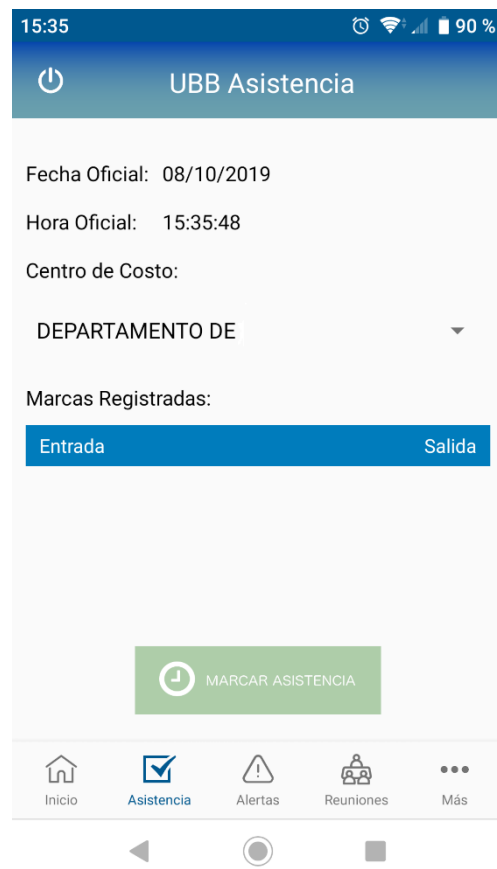 15:35 90 %
UBB Asistencia
Fecha Oficial: 08/10/2019
Hora Oficial: 15:35:48
Centro de Costo:
DEPARTAMENTO DE
Marcas Registradas:
Entrada Salida
MARCAR ASISTENCIA
Inicio Asistencia Alertas Reuniones Más